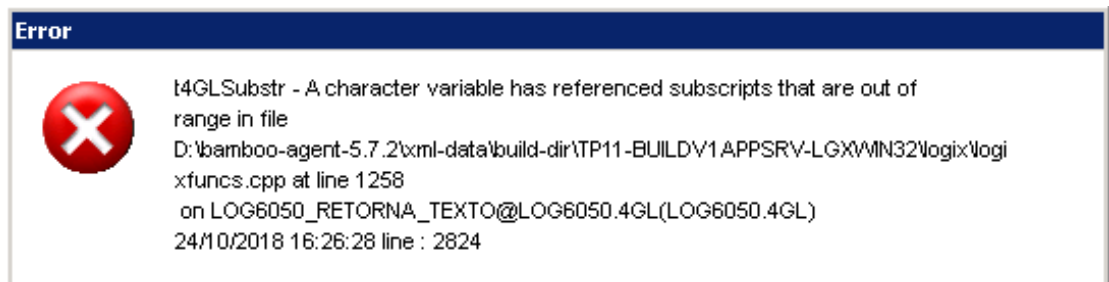 Error
t4GLSubstr - A character variable has referenced subscripts that are out of
range in file
D:\bamboo-agent-5.7.2\xml-data\build-dir\TP11-BUILDV1APPSRV-LGXWIN32\logix\logi
xfuncs.cpp at line 1258
on LOG6050_RETORNA_TEXTO@LOG6050.4GL(LOG6050.4GL)
24/10/2018 16:26:28 line : 2824